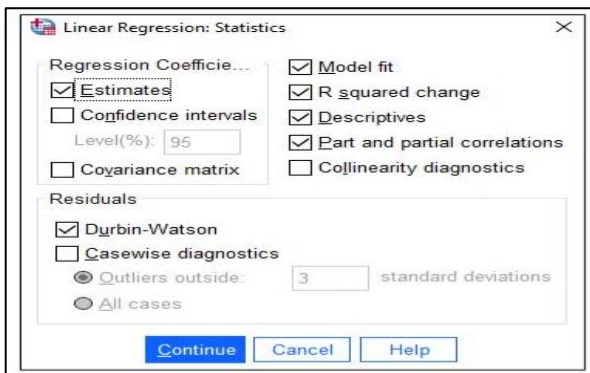 Linear Regression: Statistics
Regression Coefficie...
Estimates
Confidence intervals
Level(%): 95
Covariance matrix
Model fit
R squared change
Descriptives
Part and partial correlations
Collinearity diagnostics
Residuals
Durbin-Watson
Casewise diagnostics
Outliers outside: 3 standard deviations
All cases
Continue Cancel Help